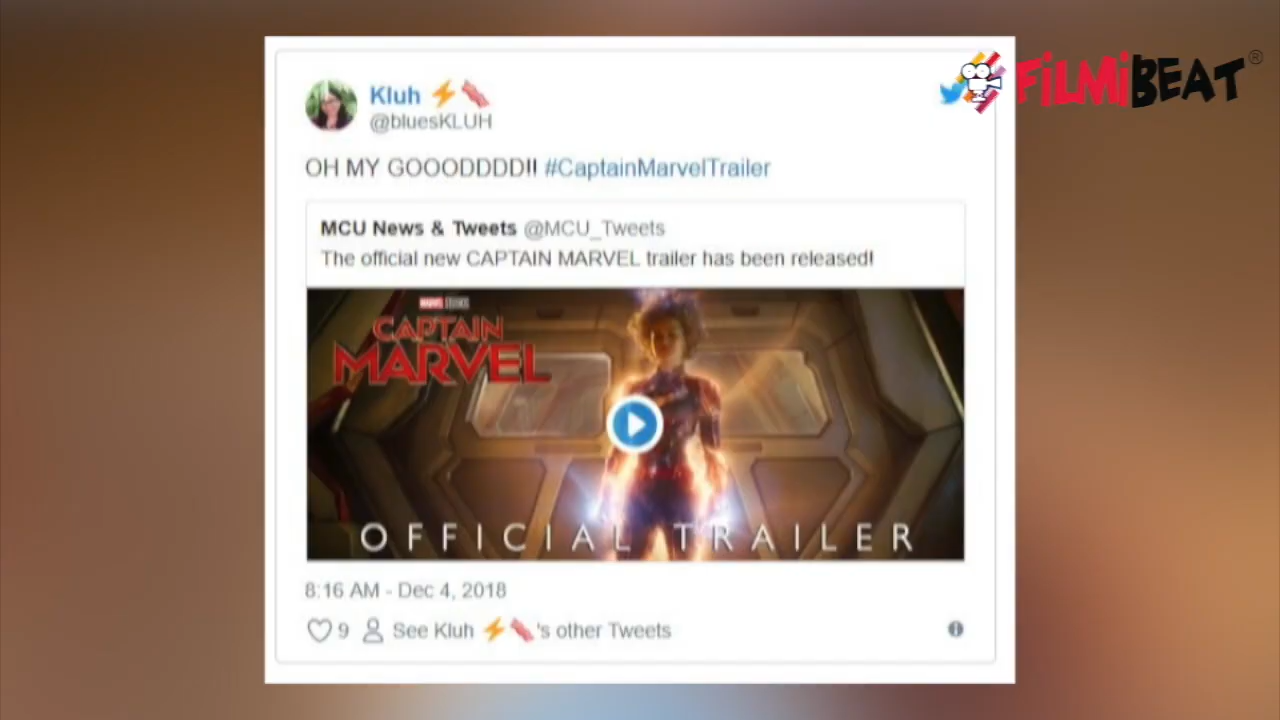 FiLMiBEAT®
Kluh ⚡🥓
@bluesKLUH
OH MY GOOODDDD!! #CaptainMarvelTrailer
MCU News & Tweets @MCU_Tweets
The official new CAPTAIN MARVEL trailer has been released!
MARVEL STUDIOS
CAPTAIN
MARVEL
OFFICIAL TRAILER
8:16 AM - Dec 4, 2018
9 See Kluh ⚡🥓's other Tweets